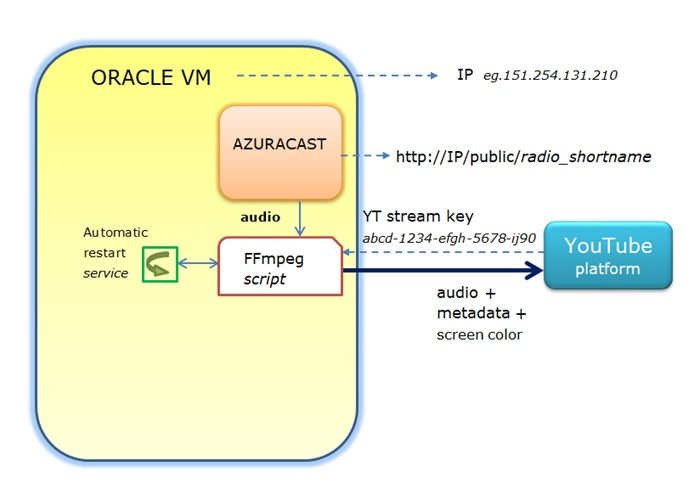 ORACLE VM
IP eg.151.254.131.210
AZURACAST
http://IP/public/radio_shortname
audio
YT stream key
abcd-1234-efgh-5678-ij90
Automatic
restart
service
FFmpeg
script
YouTube
platform
audio +
metadata +
screen color